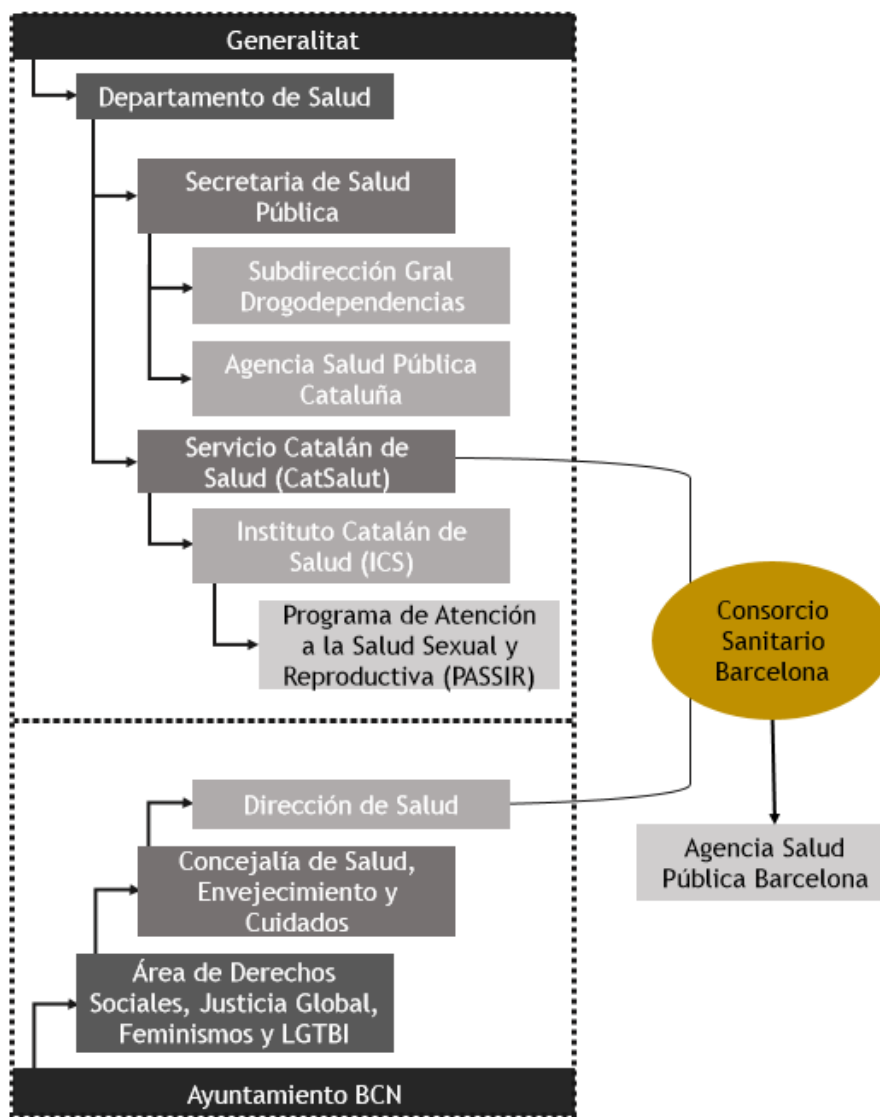 Generalitat
Departamento de Salud
Secretaria de Salud
Pública
Subdirección Gral
Drogodependencias
Agencia Salud Pública
Cataluña
Servicio Catalán de
Salud (CatSalut)
Instituto Catalán de
Salud (ICS)
Programa de Atención
a la Salud Sexual y
Reproductiva (PASSIR)
Consorcio
Sanitario
Barcelona
Dirección de Salud
Agencia Salud
Pública Barcelona
Concejalía de Salud,
Envejecimiento y
Cuidados
Área de Derechos
Sociales, Justicia Global,
Feminismos y LGTBI
Ayuntamiento BCN